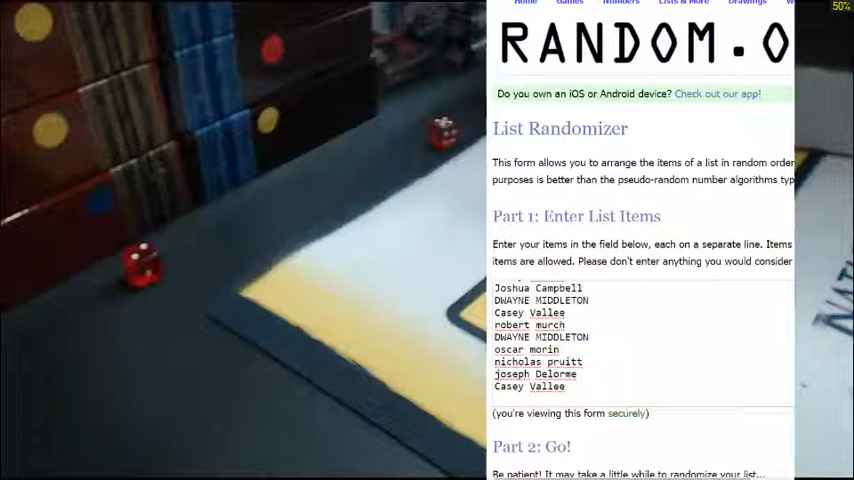 50%
Home Games Numbers Lists & More Drawings
RANDOM.O
Do you own an iOS or Android device? Check out our app!
List Randomizer
This form allows you to arrange the items of a list in random order
purposes is better than the pseudo-random number algorithms typ
Part 1: Enter List Items
Enter your items in the field below, each on a separate line. Items
items are allowed. Please don't enter anything you would consider
Joshua Campbell
DWAYNE MIDDLETON
Casey Vallee
robert murch
DWAYNE MIDDLETON
oscar morin
nicholas pruitt
joseph Delorme
Casey Vallee
(you're viewing this form securely)
Part 2: Go!
Be patient! It may take a little while to randomize your list...